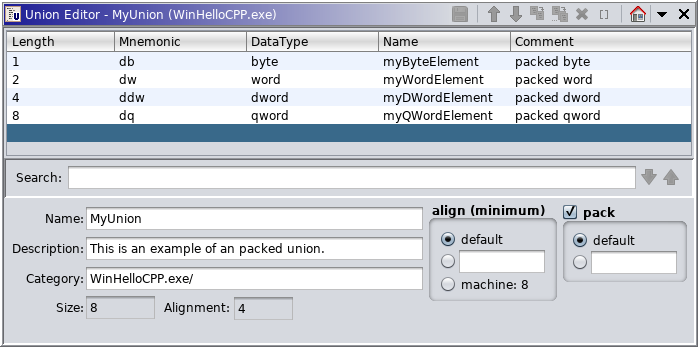 Union Editor - MyUnion (WinHelloCPP.exe)
Length Mnemonic DataType Name Comment
1 db byte myByteElement packed byte
2 dw word myWordElement packed word
4 ddw dword myDWordElement packed dword
8 dq qword myQWordElement packed qword
Search:
Name: MyUnion
Description: This is an example of an packed union.
Category: WinHelloCPP.exe/
Size: 8 Alignment: 4
align (minimum)
default
machine: 8
pack
default